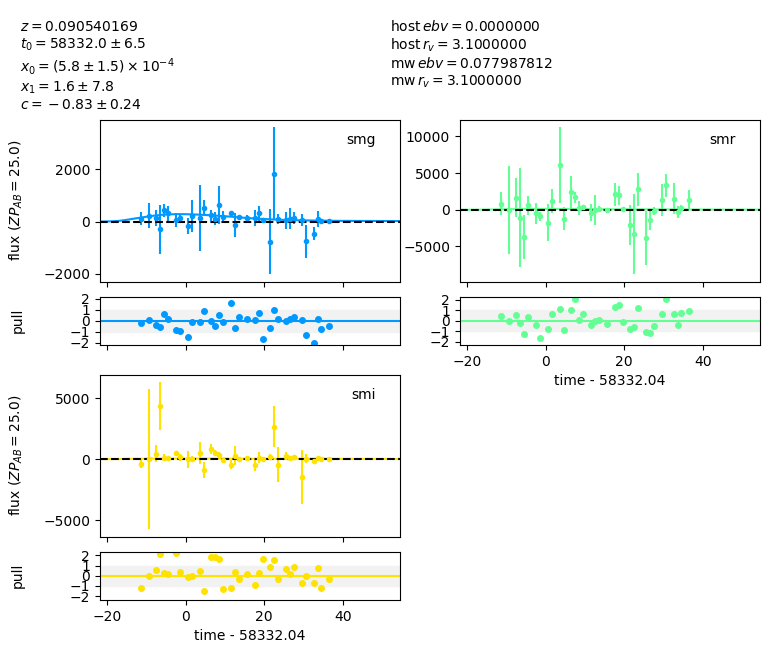 z = 0.090540169
t₀ = 58332.0 ± 6.5
x₀ = (5.8 ± 1.5) × 10⁻⁴
x₁ = 1.6 ± 7.8
c = −0.83 ± 0.24
host ebv = 0.0000000
host r_v = 3.1000000
mw ebv = 0.077987812
mw r_v = 3.1000000
smg
flux (ZP_AB = 25.0)
2000
0
−2000
pull
2
1
0
−1
−2
smr
10000
5000
0
−5000
2
1
0
−1
−2
−20
0
20
40
time - 58332.04
smi
flux (ZP_AB = 25.0)
5000
0
−5000
pull
2
1
0
−1
−2
−20
0
20
40
time - 58332.04